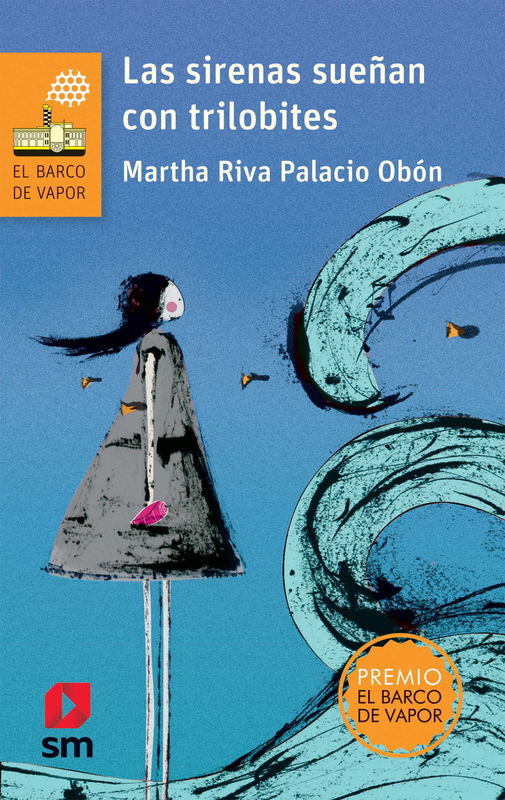 Las sirenas sueñan
con trilobites
Martha Riva Palacio Obón
EL BARCO
DE VAPOR
PREMIO
EL BARCO
DE VAPOR
sm